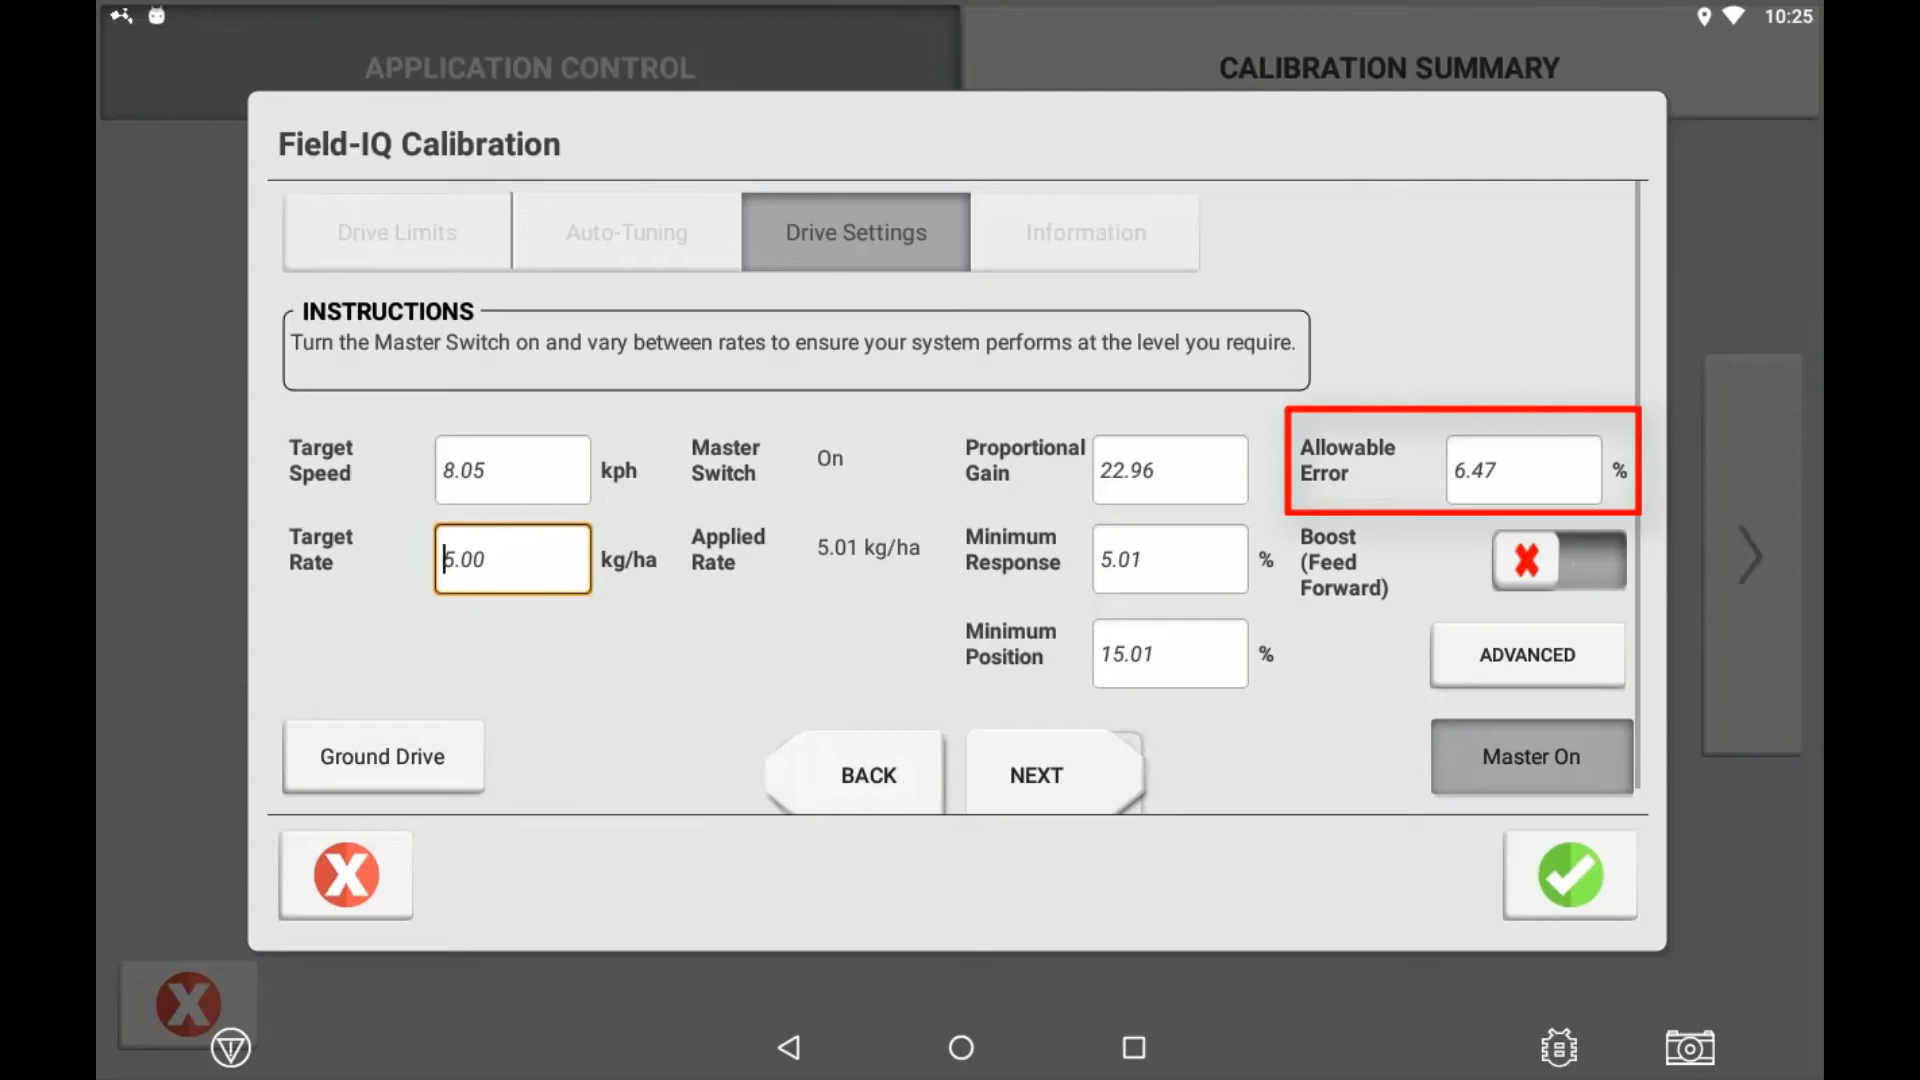 10:25
APPLICATION CONTROL
CALIBRATION SUMMARY
Field-IQ Calibration
Drive Limits
Auto-Tuning
Drive Settings
Information
INSTRUCTIONS
Turn the Master Switch on and vary between rates to ensure your system performs at the level you require.
Target
Speed
8.05
kph
Master
Switch
On
Proportional
Gain
22.96
Allowable
Error
6.47
%
Target
Rate
5.00
kg/ha
Applied
Rate
5.01 kg/ha
Minimum
Response
5.01
%
Boost
(Feed
Forward)
Minimum
Position
15.01
%
ADVANCED
Ground Drive
BACK
NEXT
Master On